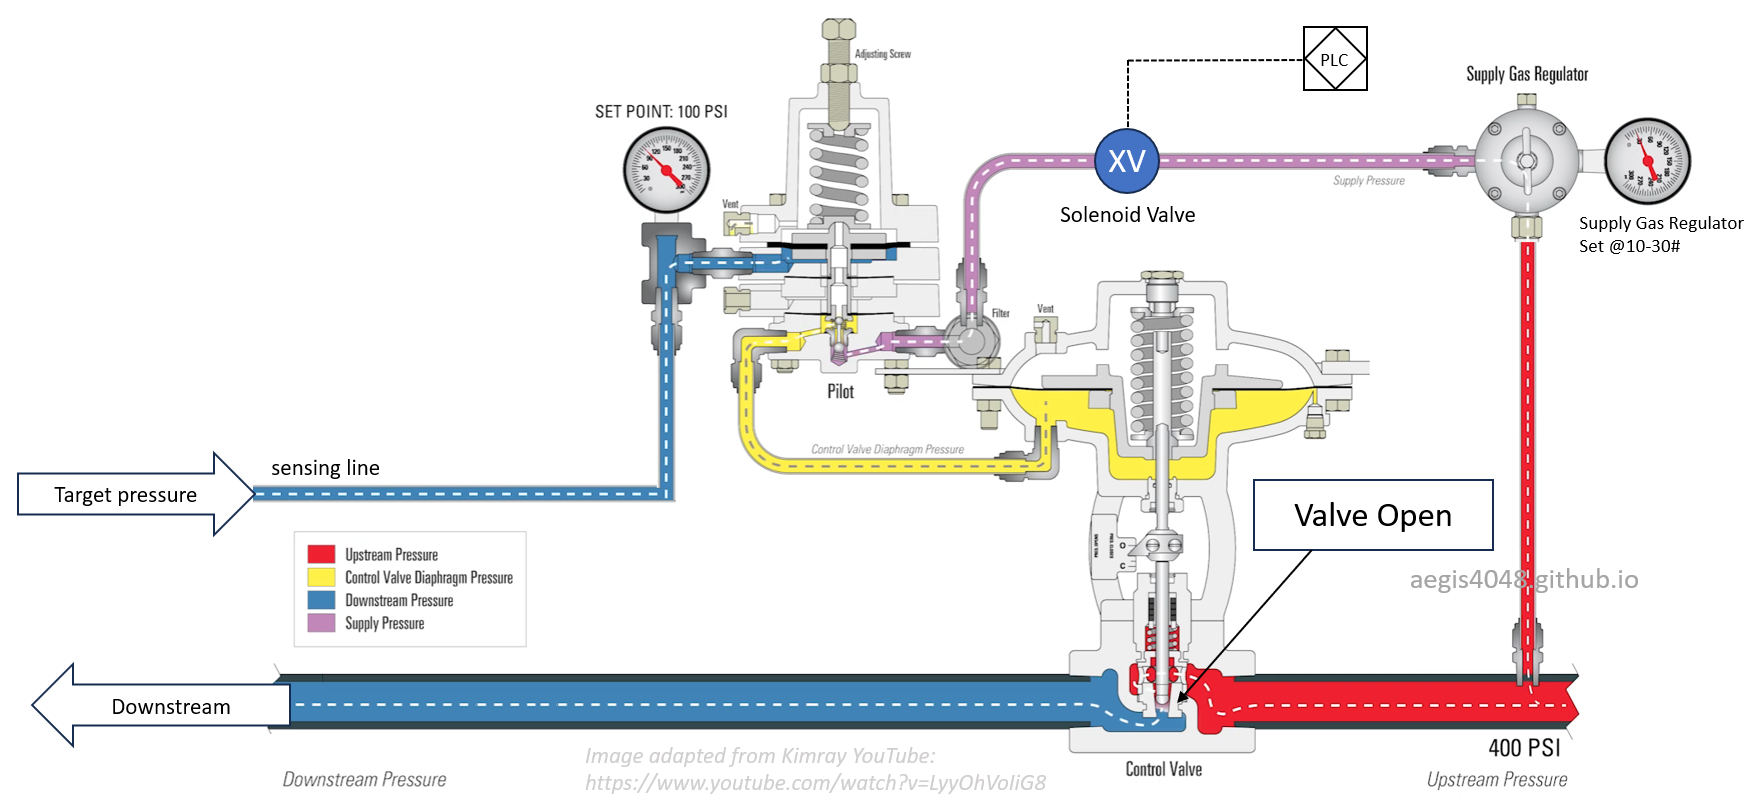 Adjusting Screw
PLC
Supply Gas Regulator
SET POINT: 100 PSI
XV
Supply Pressure
Solenoid Valve
Vent
Supply Gas Regulator
Set @10-30#
Filter
Vent
Pilot
Control Valve Diaphragm Pressure
sensing line
Target pressure
Valve Open
O
C
Upstream Pressure
Control Valve Diaphragm Pressure
Downstream Pressure
Supply Pressure
aegis4048.github.io
Downstream
400 PSI
Control Valve
Image adapted from Kimray YouTube:
https://www.youtube.com/watch?v=LyyOhVoIiG8
Downstream Pressure
Upstream Pressure